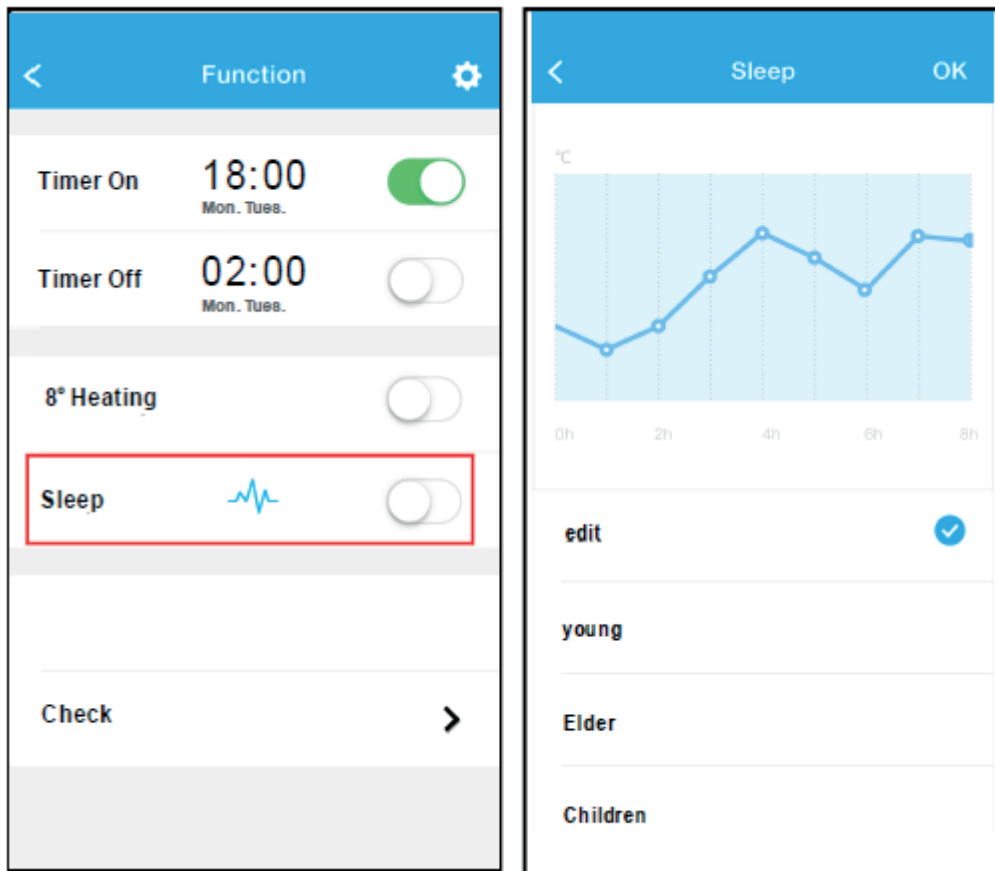 Function
Timer On 18:00
Mon. Tues.
Timer Off 02:00
Mon. Tues.
8° Heating
Sleep
Check
Sleep OK
°C
0h 2h 4h 6h 8h
edit
young
Elder
Children